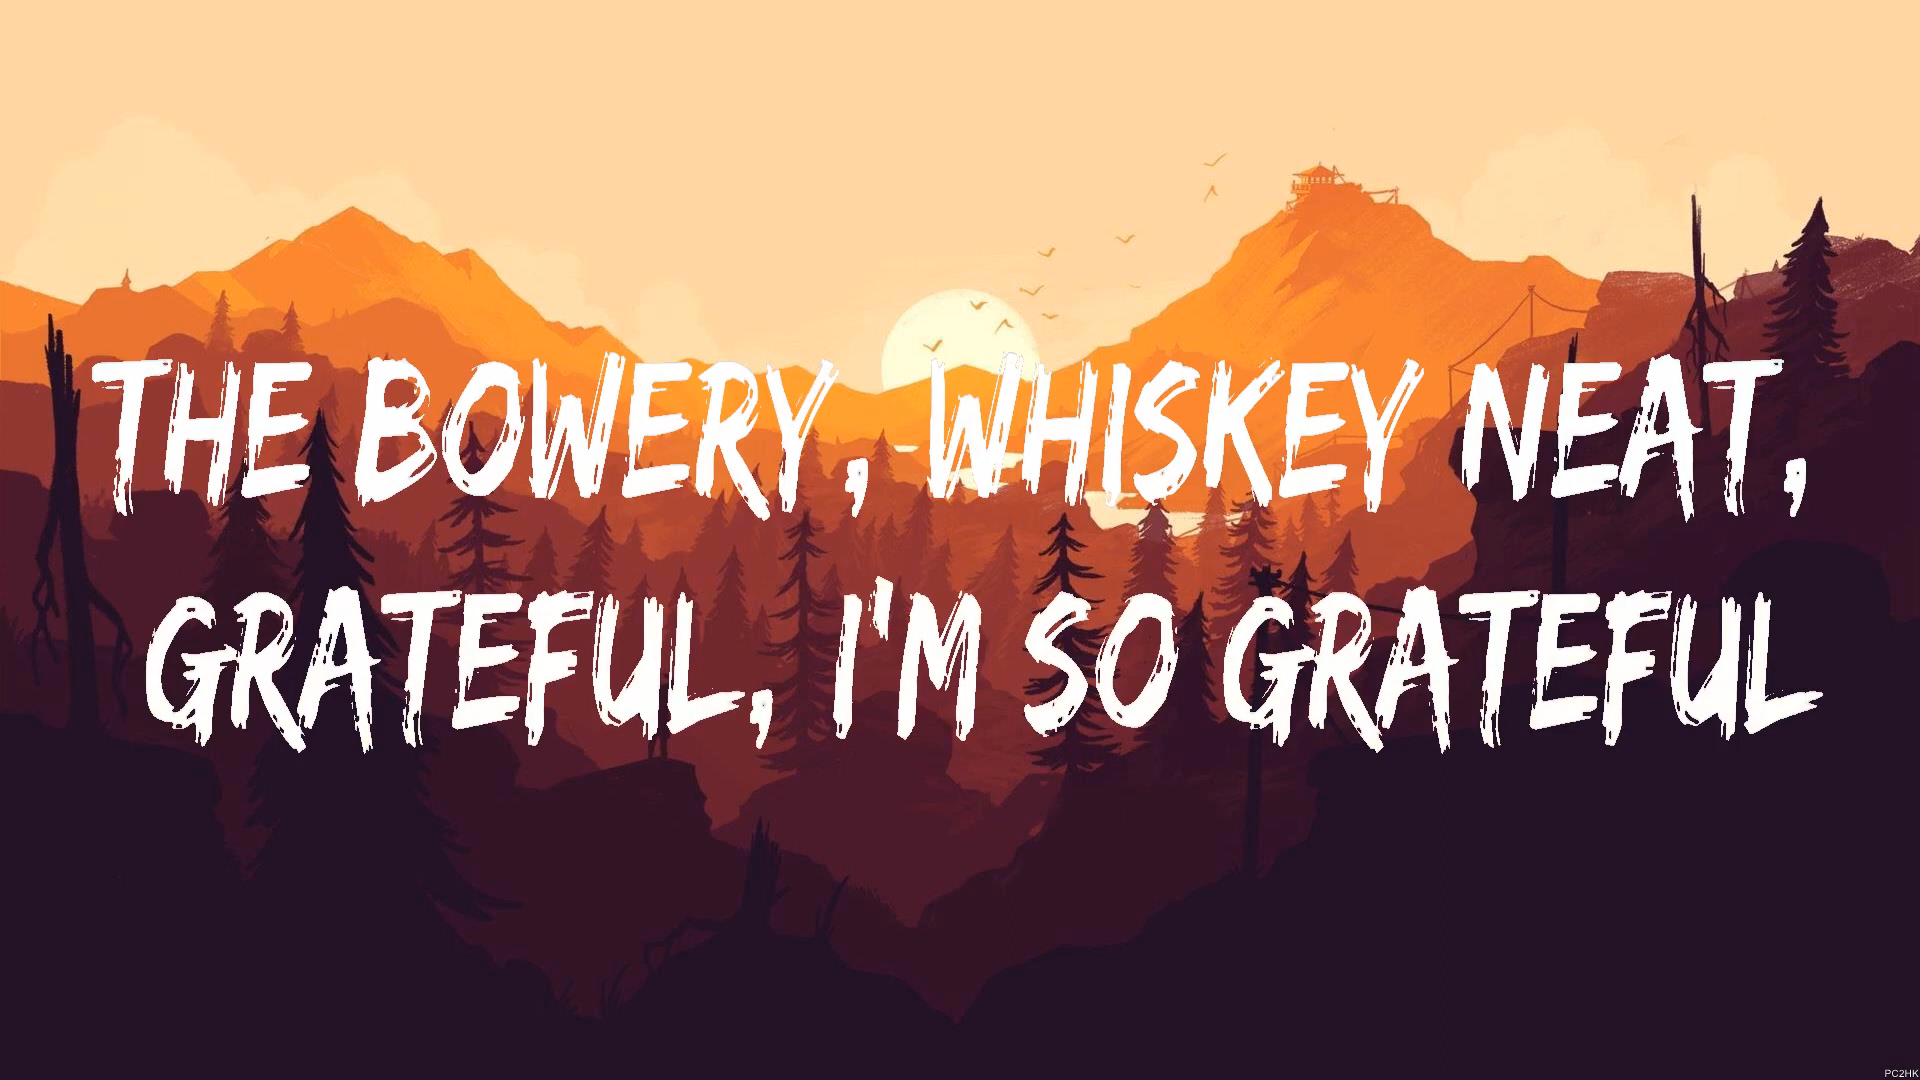 THE BOWERY, WHISKEY NEAT,
GRATEFUL, I'M SO GRATEFUL
PC2HK